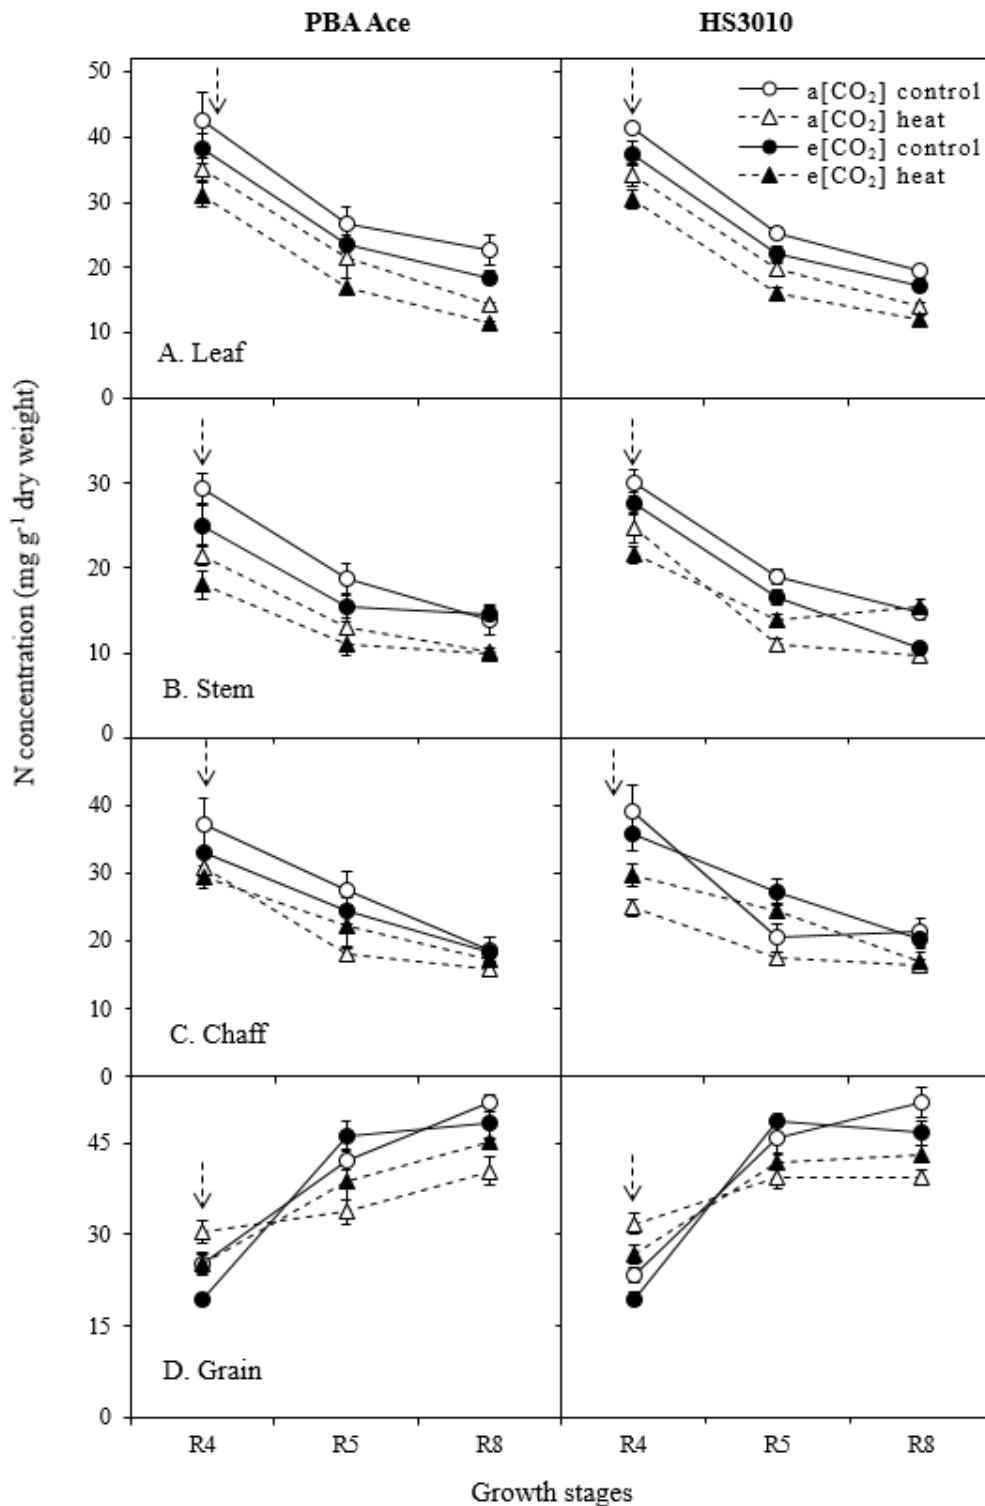 PBA Ace
HS3010
a[CO₂] control
a[CO₂] heat
e[CO₂] control
e[CO₂] heat
50
40
30
20
10
0
A. Leaf
30
20
10
0
B. Stem
40
30
20
10
0
C. Chaff
45
30
15
0
D. Grain
N concentration (mg g⁻¹ dry weight)
R4 R5 R8 R4 R5 R8
Growth stages